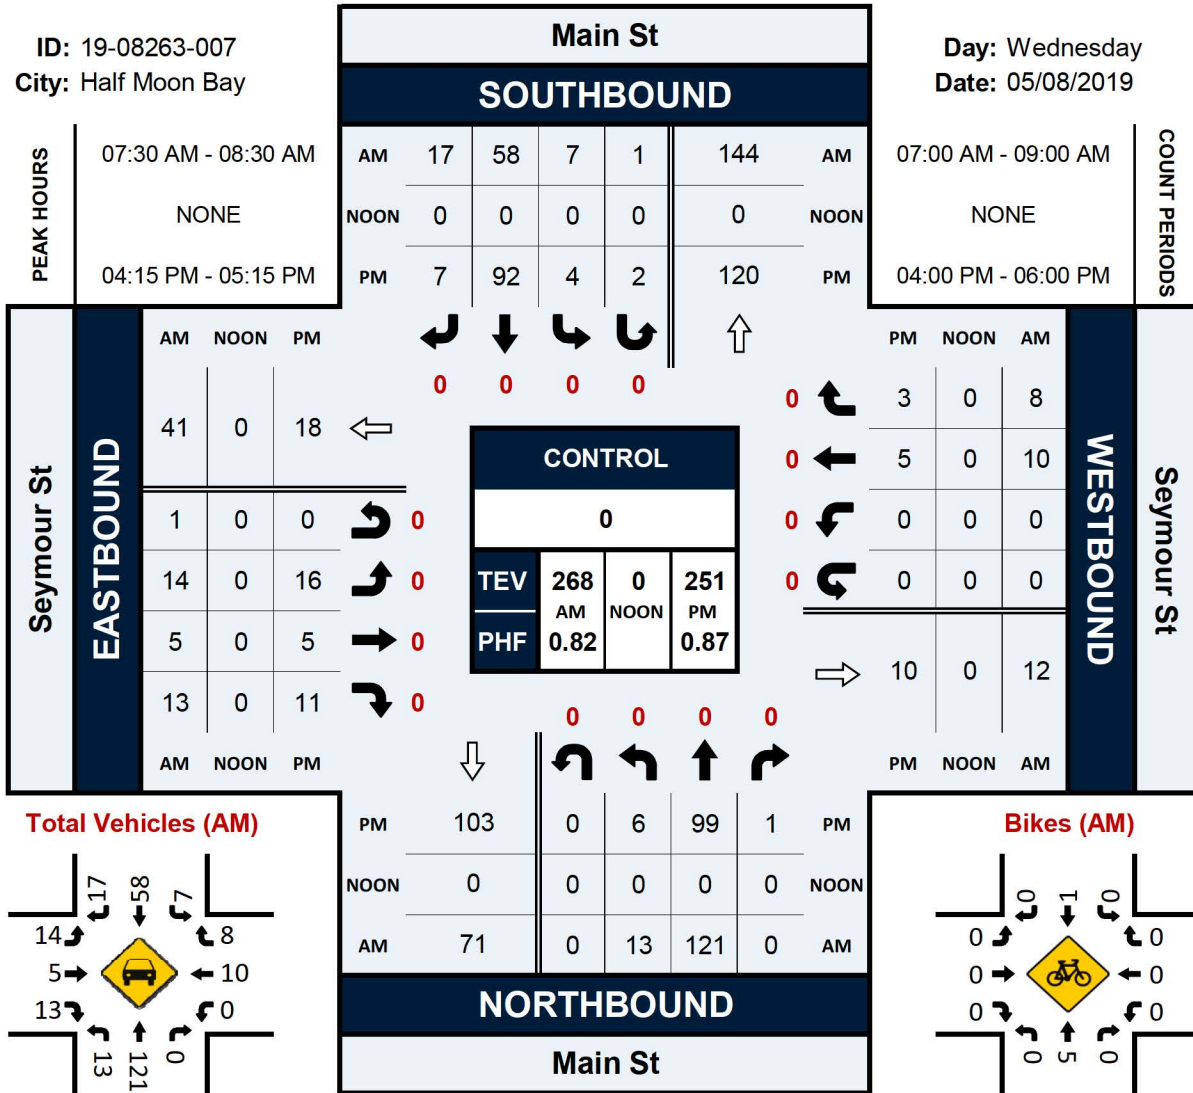 ID: 19-08263-007
City: Half Moon Bay
Main St
SOUTHBOUND
Day: Wednesday
Date: 05/08/2019
PEAK HOURS
07:30 AM - 08:30 AM
NONE
04:15 PM - 05:15 PM
AM 17 58 7 1 144 AM
NOON 0 0 0 0 0 NOON
PM 7 92 4 2 120 PM
07:00 AM - 09:00 AM
NONE
04:00 PM - 06:00 PM
COUNT PERIODS
0 0 0 0
Seymour St
EASTBOUND
AM NOON PM
41 0 18
1 0 0 0
14 0 16 0
5 0 5 0
13 0 11 0
AM NOON PM
CONTROL
0
TEV 268 0 251
AM NOON PM
PHF 0.82 0.87
PM NOON AM
0 3 0 8
0 5 0 10
0 0 0 0
0 0 0 0
10 0 12
PM NOON AM
WESTBOUND
Seymour St
0 0 0 0
PM 103 0 6 99 1 PM
NOON 0 0 0 0 0 NOON
AM 71 0 13 121 0 AM
NORTHBOUND
Main St
Total Vehicles (AM)
17 58 7
14 8
5 10
13 0
13 121 0
Bikes (AM)
0 1 0
0 0
0 0
0 0
0 5 0